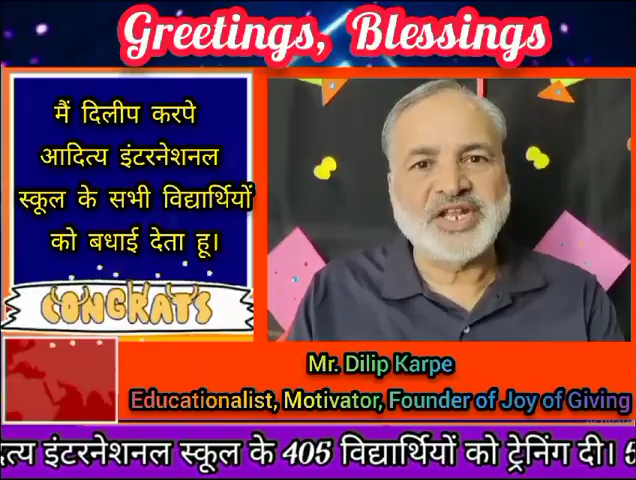 Greetings, Blessings
मैं दिलीप करपे
आदित्य इंटरनेशनल
स्कूल के सभी विद्यार्थियों
को बधाई देता हू।
CONGRATS
Mr. Dilip Karpe
Educationalist, Motivator, Founder of Joy of Giving
इंटरनेशनल स्कूल के 405 विद्यार्थियों को ट्रेनिंग दी।